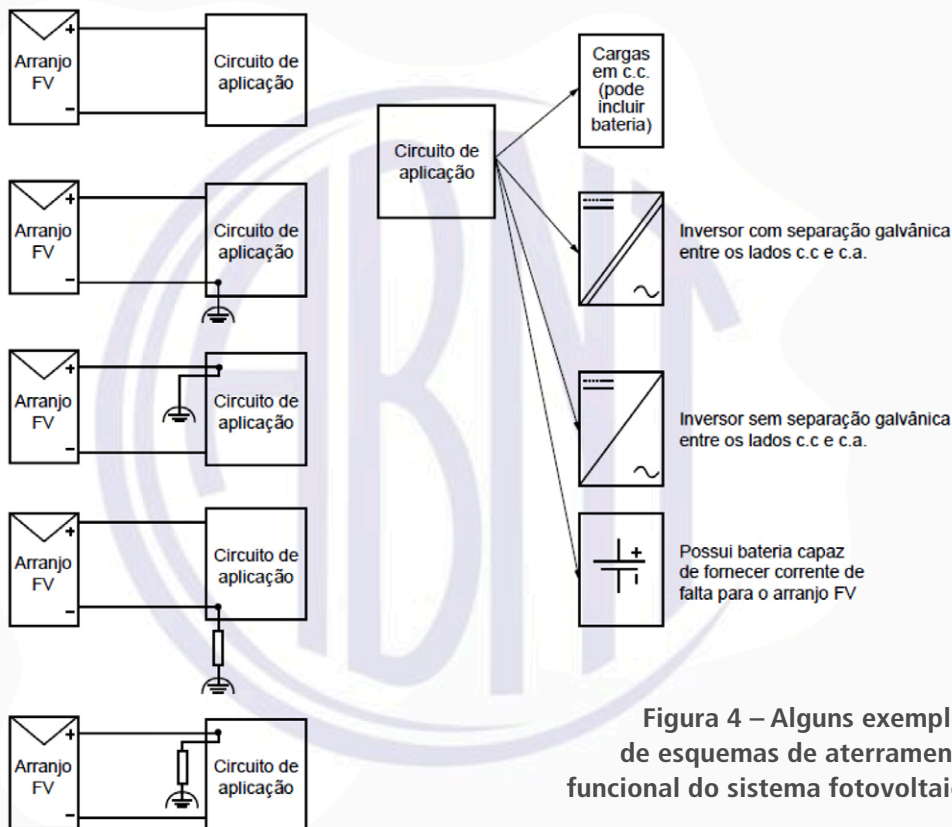 +
Arranjo
FV
−
Circuito de
aplicação
+
Arranjo
FV
−
Circuito de
aplicação
+
Arranjo
FV
−
Circuito de
aplicação
+
Arranjo
FV
−
Circuito de
aplicação
+
Arranjo
FV
−
Circuito de
aplicação
Circuito de
aplicação
Cargas
em c.c.
(pode
incluir
bateria)
Inversor com separação galvânica
entre os lados c.c e c.a.
Inversor sem separação galvânica
entre os lados c.c e c.a.
+
Possui bateria capaz
de fornecer corrente de
falta para o arranjo FV
ABNT
Figura 4 – Alguns exempl
de esquemas de aterramen
funcional do sistema fotovoltai